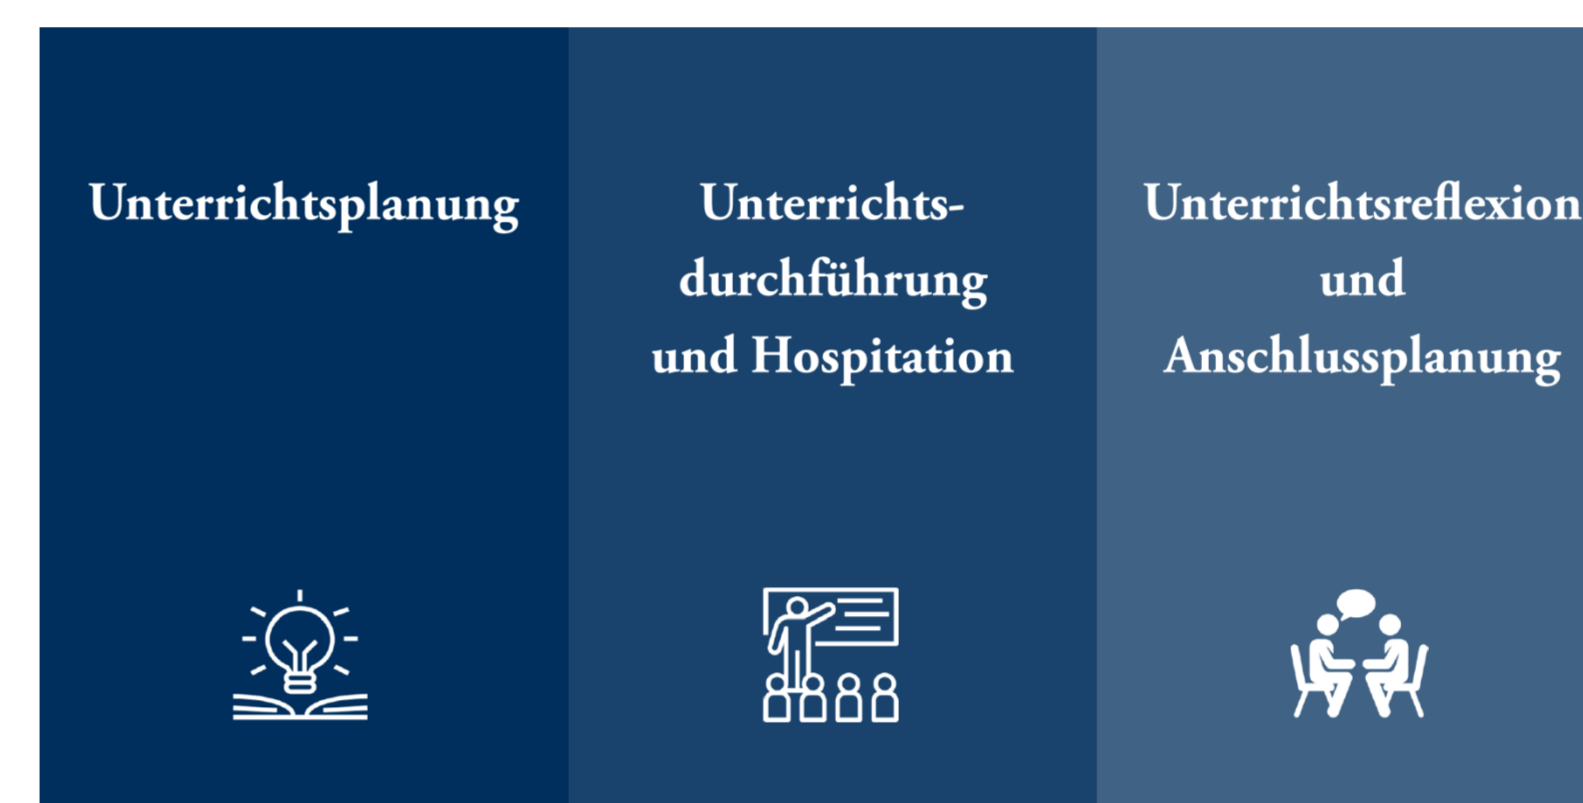 Unterrichtsplanung
Unterrichts-
durchführung
und Hospitation
Unterrichtsreflexion
und
Anschlussplanung